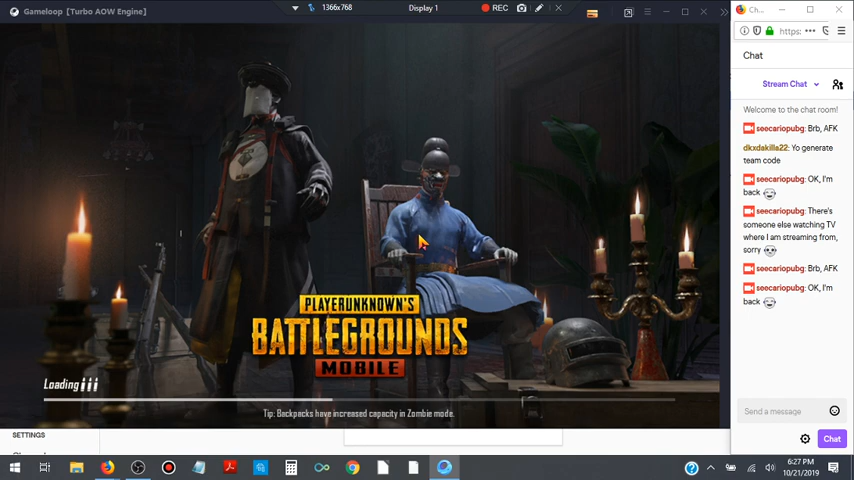 Gameloop [Turbo AOW Engine]
1366x768
Display 1
REC
Ch...
https:
Chat
Stream Chat
Welcome to the chat room!
seecariopubg: Brb, AFK
dkxdakilla22: Yo generate
team code
seecariopubg: OK, I'm
back
seecariopubg: There's
someone else watching TV
where I am streaming from,
sorry
seecariopubg: Brb, AFK
seecariopubg: OK, I'm
back
PLAYERUNKNOWN'S
BATTLEGROUNDS
MOBILE
Loading
Tip: Backpacks have increased capacity in Zombie mode.
Send a message
Chat
SETTINGS
6:27 PM
10/21/2019